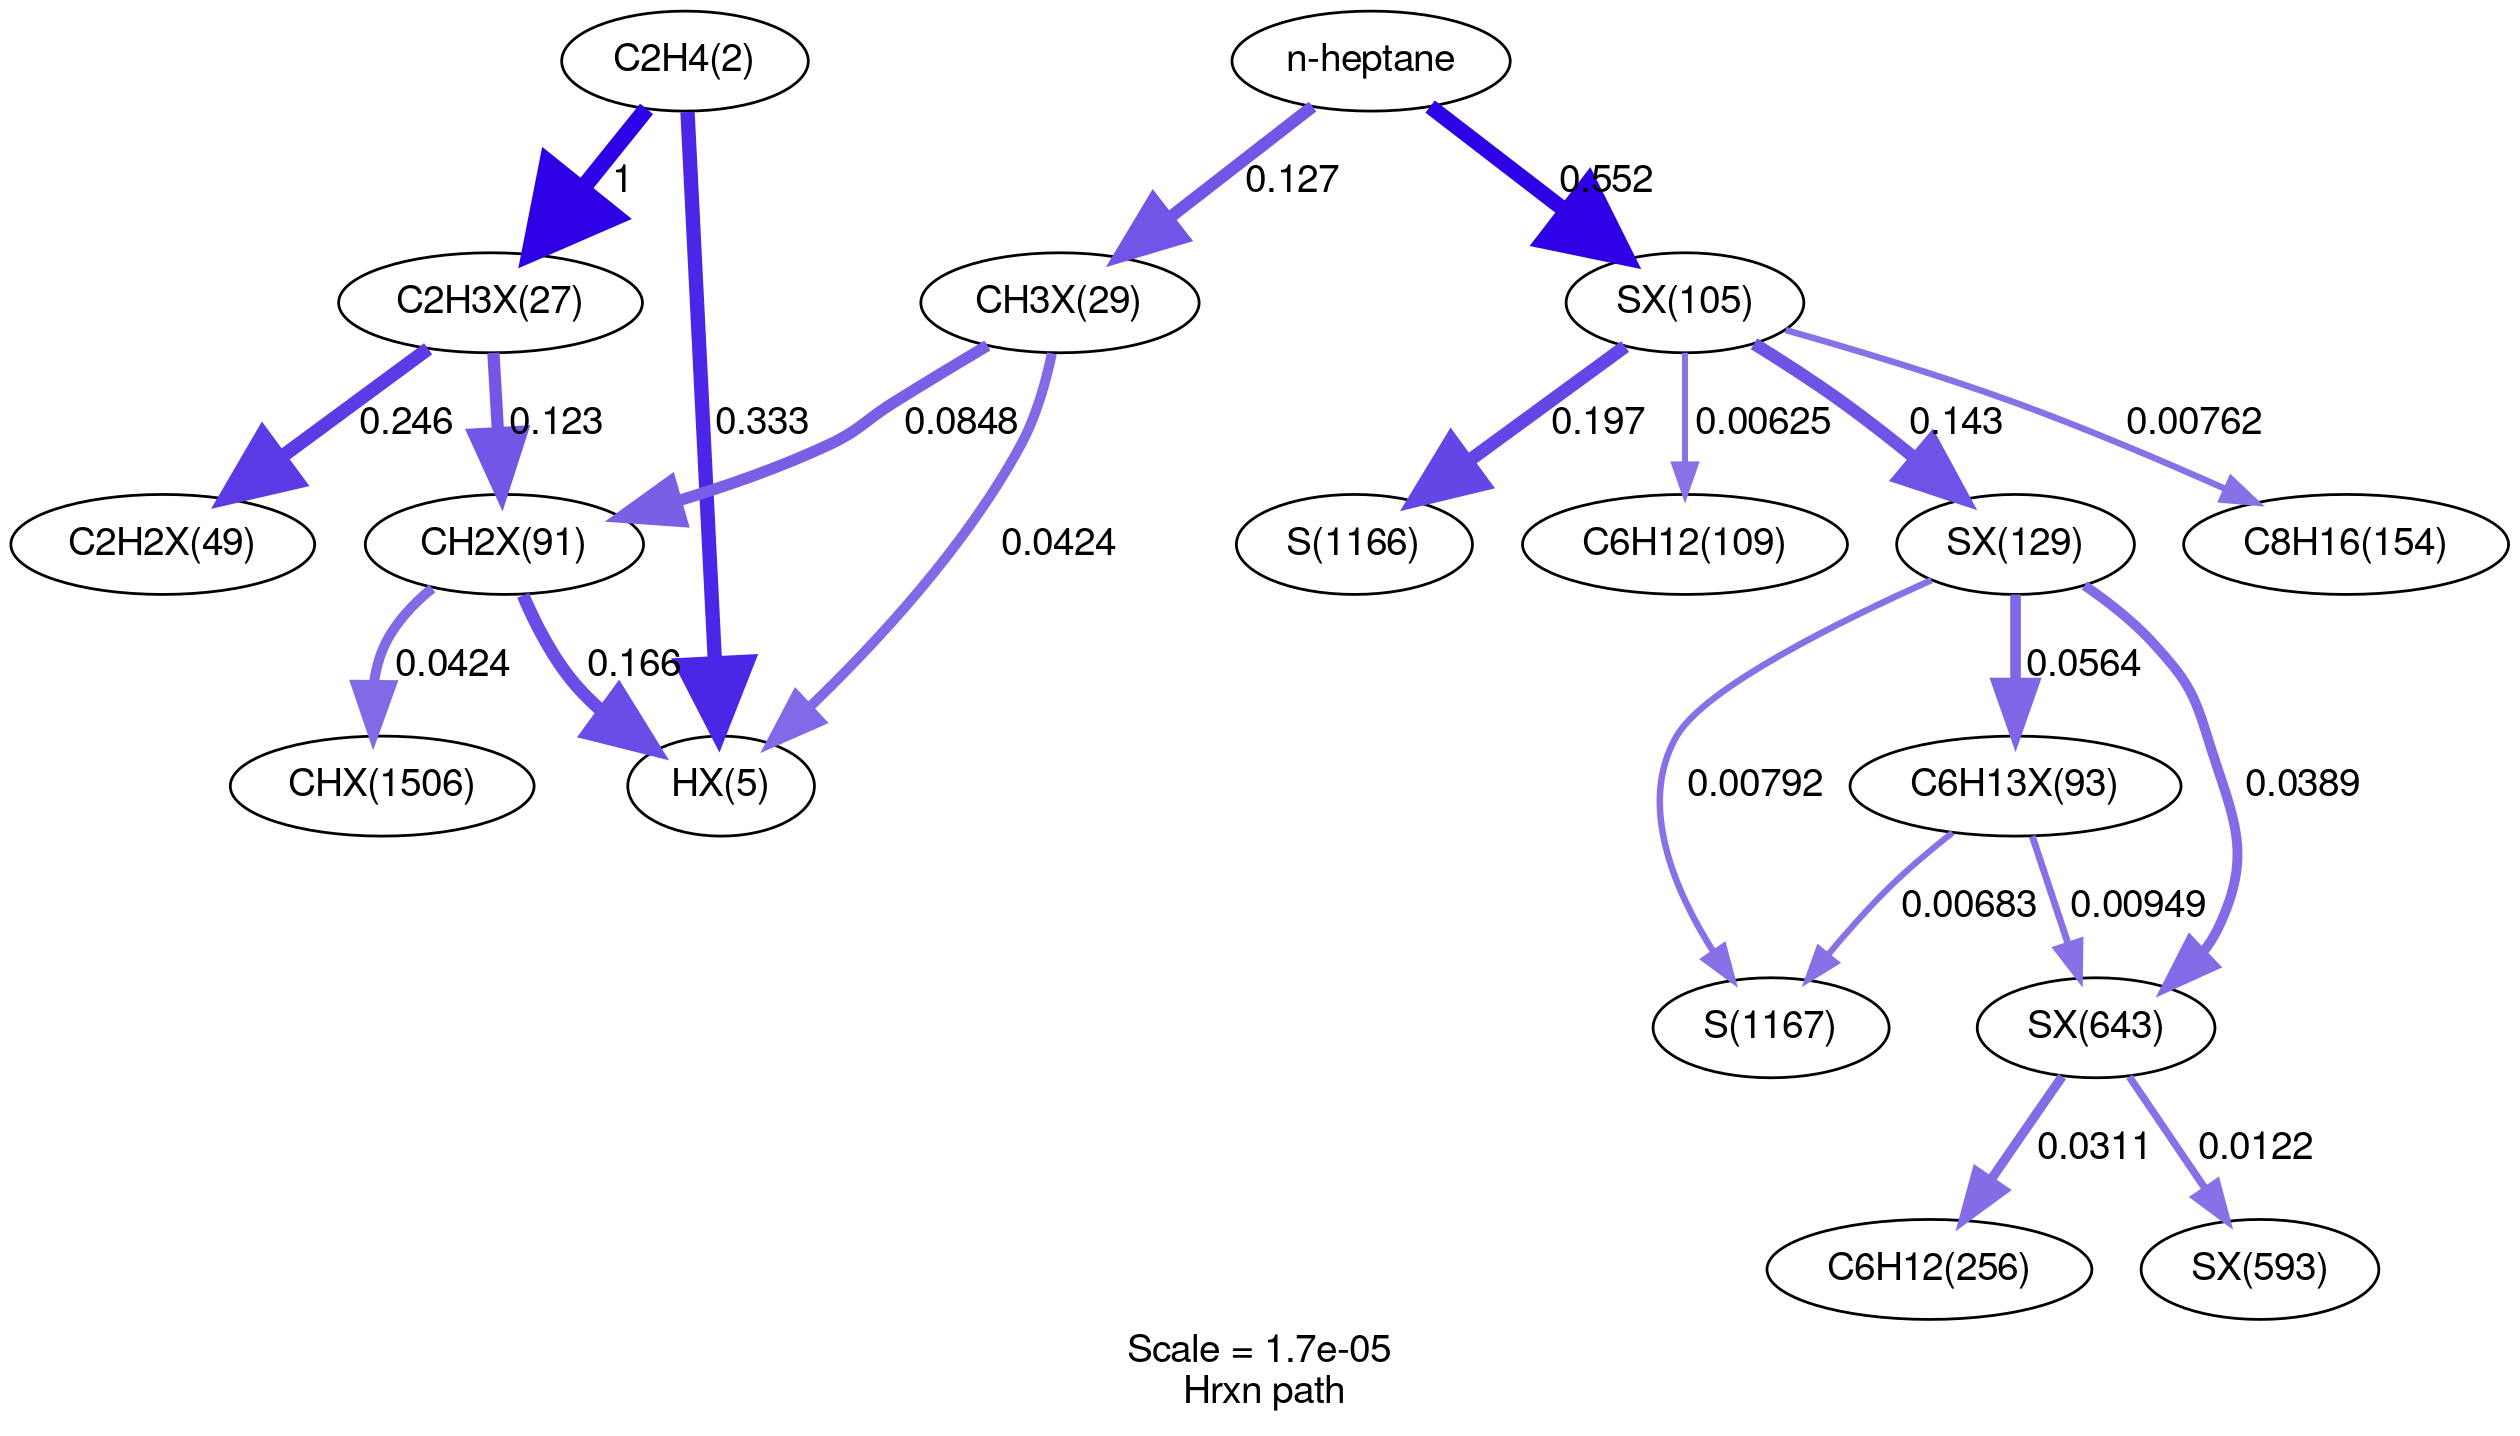 C2H4(2)
n-heptane
1
0.127
0.552
C2H3X(27)
CH3X(29)
SX(105)
0.246
0.123
0.333
0.0848
0.197
0.00625
0.143
0.00762
C2H2X(49)
CH2X(91)
0.0424
S(1166)
C6H12(109)
SX(129)
C8H16(154)
0.0424
0.166
0.0564
CHX(1506)
HX(5)
0.00792
C6H13X(93)
0.0389
0.00683
0.00949
S(1167)
SX(643)
0.0311
0.0122
C6H12(256)
SX(593)
Scale = 1.7e-05
Hrxn path